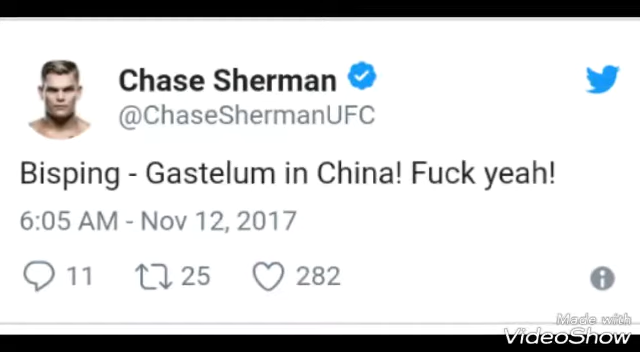 Chase Sherman
@ChaseShermanUFC
Bisping - Gastelum in China! Fuck yeah!
6:05 AM - Nov 12, 2017
11 25 282
Made with
VideoShow